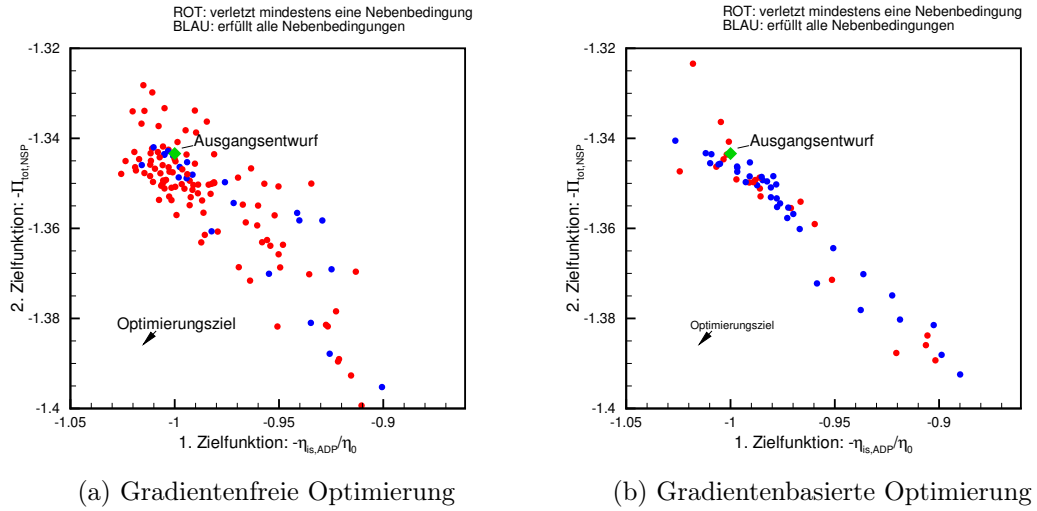 ROT: verletzt mindestens eine Nebenbedingung
BLAU: erfüllt alle Nebenbedingungen
-1.32
-1.34
-1.36
-1.38
-1.4
2. Zielfunktion: -Π_tot,NSP
Ausgangsentwurf
Optimierungsziel
-1.05
-1
-0.95
-0.9
1. Zielfunktion: -η_is,ADP/η_0
(a) Gradientenfreie Optimierung
ROT: verletzt mindestens eine Nebenbedingung
BLAU: erfüllt alle Nebenbedingungen
-1.32
-1.34
-1.36
-1.38
-1.4
2. Zielfunktion: -Π_tot,NSP
Ausgangsentwurf
Optimierungsziel
-1.05
-1
-0.95
-0.9
1. Zielfunktion: -η_is,ADP/η_0
(b) Gradientenbasierte Optimierung